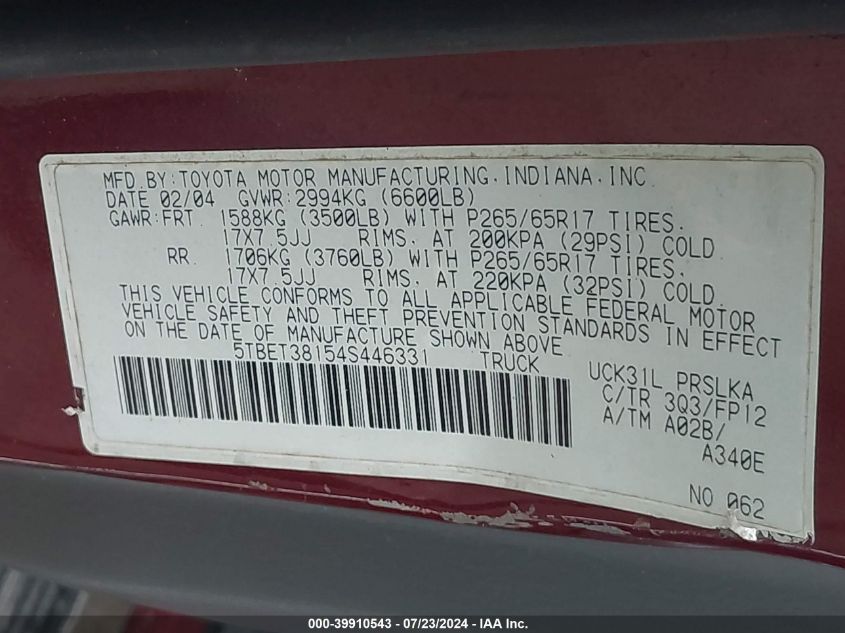 MFD.BY:TOYOTA MOTOR MANUFACTURING.INDIANA.INC.
DATE 02/04 GVWR:2994KG (6600LB)
GAWR:FRT 1588KG (3500LB) WITH P265/65R17 TIRES.
17X7.5JJ RIMS. AT 200KPA (29PSI) COLD
RR 1706KG (3760LB) WITH P265/65R17 TIRES.
17X7.5JJ RIMS. AT 220KPA (32PSI) COLD.
THIS VEHICLE CONFORMS TO ALL APPLICABLE FEDERAL MOTOR
VEHICLE SAFETY AND THEFT PREVENTION STANDARDS IN EFFECT
ON THE DATE OF MANUFACTURE SHOWN ABOVE
5TBET38154S446331 TRUCK
UCK31L PRSLKA
C/TR 3Q3/FP12
A/TM A02B/
A340E
NO 062
000-39910543 - 07/23/2024 - IAA Inc.